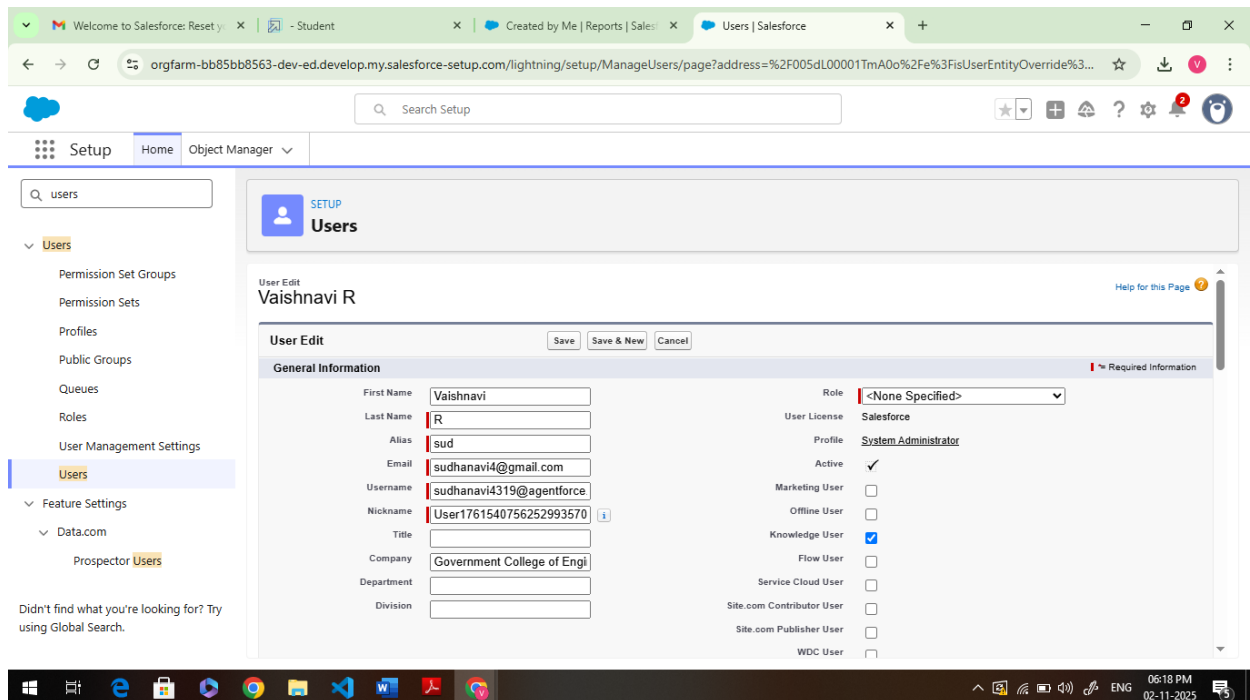 Welcome to Salesforce: Reset y
- Student
Created by Me | Reports | Sales
Users | Salesforce
orgfarm-bb85bb8563-dev-ed.develop.my.salesforce-setup.com/lightning/setup/ManageUsers/page?address=%2F005dL00001TmA0o%2Fe%3FisUserEntityOverride%3...
V
Search Setup
2
Setup
Home
Object Manager
users
Users
Permission Set Groups
Permission Sets
Profiles
Public Groups
Queues
Roles
User Management Settings
Users
Feature Settings
Data.com
Prospector Users
Didn't find what you're looking for? Try
using Global Search.
SETUP
Users
User Edit
Vaishnavi R
Help for this Page
User Edit
Save
Save & New
Cancel
General Information
= Required Information
First Name Vaishnavi
Last Name R
Alias sud
Email sudhanavi4@gmail.com
Username sudhanavi4319@agentforce
Nickname User1761540756252993570
Title
Company Government College of Engi
Department
Division
Role <None Specified>
User License Salesforce
Profile System Administrator
Active
Marketing User
Offline User
Knowledge User
Flow User
Service Cloud User
Site.com Contributor User
Site.com Publisher User
WDC User
ENG
06:18 PM
02-11-2025